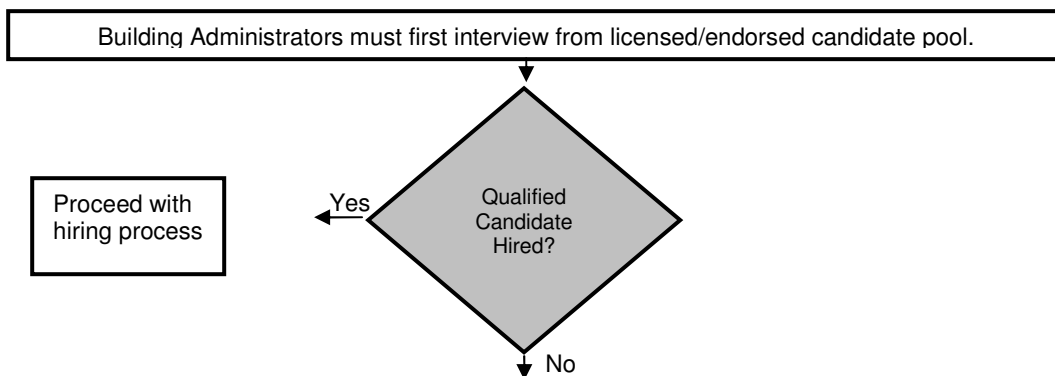 Building Administrators must first interview from licensed/endorsed candidate pool.
Qualified
Candidate
Hired?
Yes
Proceed with
hiring process
No